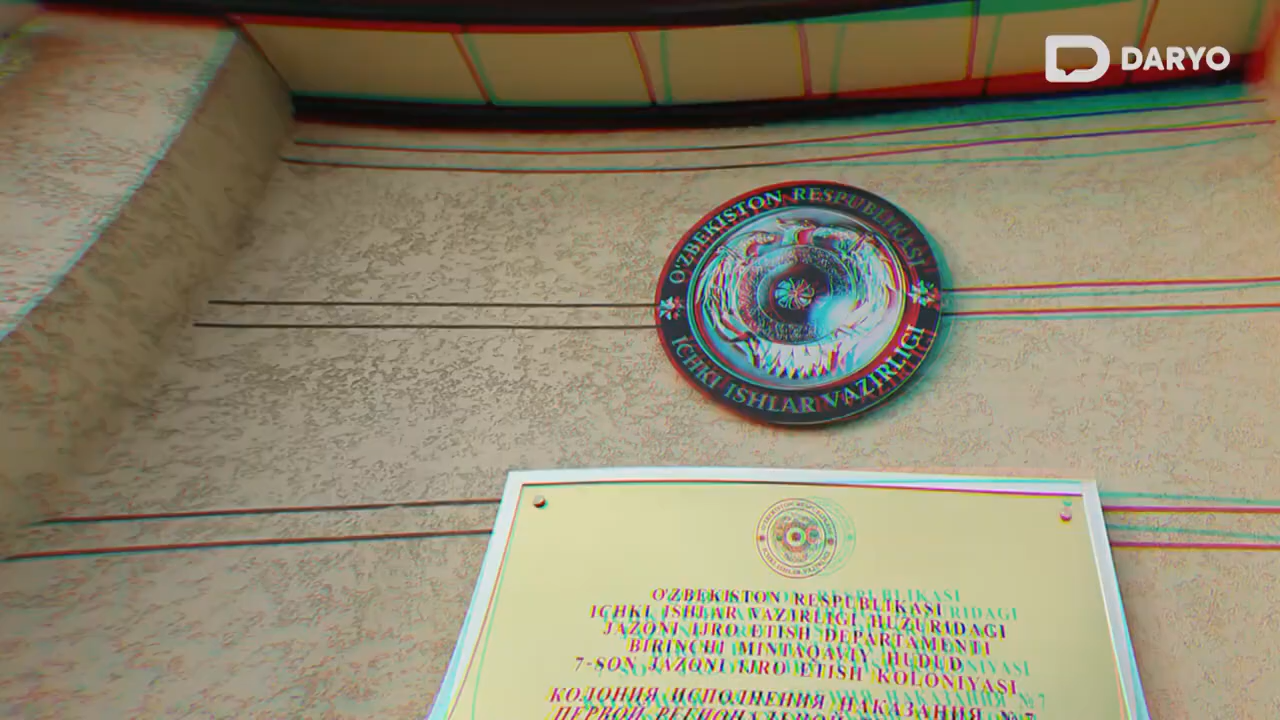 DARYO
O'ZBEKISTON RESPUBLIKASI
ICHKI ISHLAR VAZIRLIGI
O'ZBEKISTON RESPUBLIKASI
ICHKI ISHLAR VAZIRLIGI HUZURIDAGI
JAZONI IJRO ETISH DEPARTAMENTI
BIRINCHI MINTAQAVIY HUDUD
7-SON JAZONI IJRO ETISH KOLONIYASI
КОЛОНИЯ ИСПОЛНЕНИЯ НАКАЗАНИЯ №7
ПЕРВОЙ